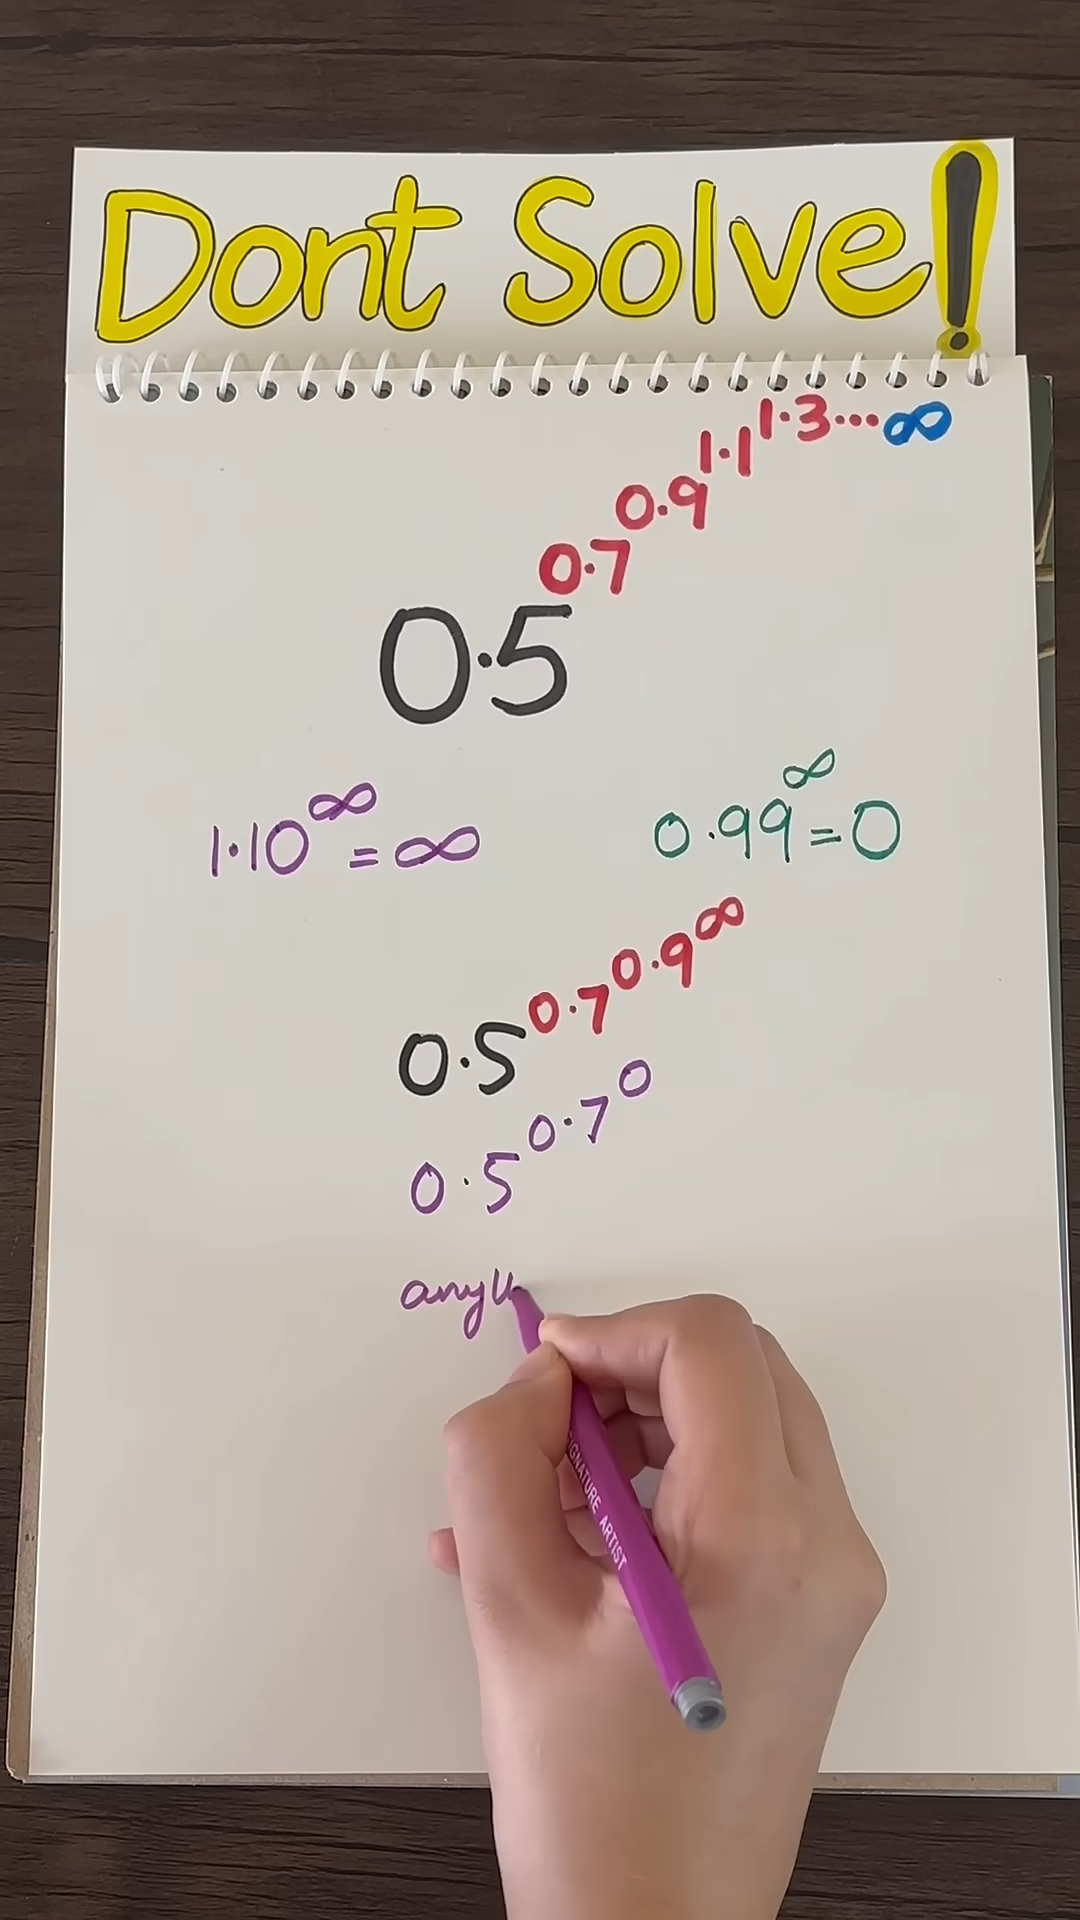 Dont Solve!
0.5^0.7^0.9^1.1^1.3...∞
1.10^∞ = ∞
0.99^∞ = 0
0.5^0.7^0.9^∞
0.5^0.7^0
any
SIGNATURE ARTIST